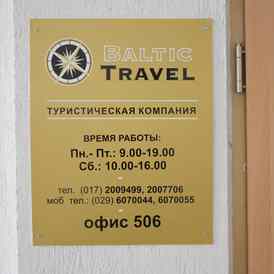 BALTIC
TRAVEL
ТУРИСТИЧЕСКАЯ КОМПАНИЯ
ВРЕМЯ РАБОТЫ:
Пн.- Пт.: 9.00-19.00
Сб.: 10.00-16.00
тел. (017) 2009499, 2007706
моб тел.: (029) 6070044, 6070055
офис 506